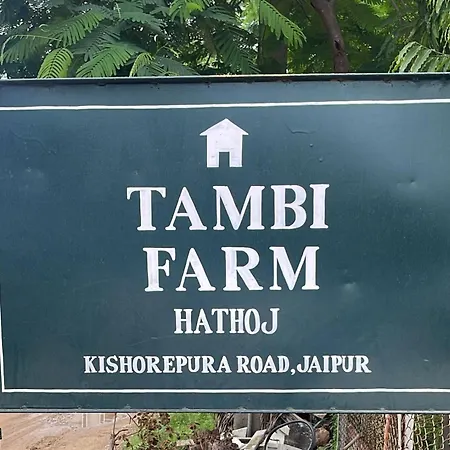 TAMBI
FARM
HATHOJ
KISHOREPURA ROAD, JAIPUR